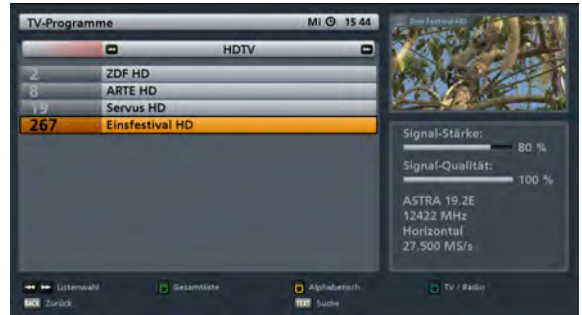 TV-Programme Mi 15 44
HDTV
2 ZDF HD
8 ARTE HD
19 Servus HD
267 Einsfestival HD
Eins Festival HD
Signal-Stärke:
80 %
Signal-Qualität:
100 %
ASTRA 19.2E
12422 MHz
Horizontal
27.500 MS/s
Listenwahl Gesamtliste Alphabetisch TV / Radio
BACK Zurück TEXT Suche